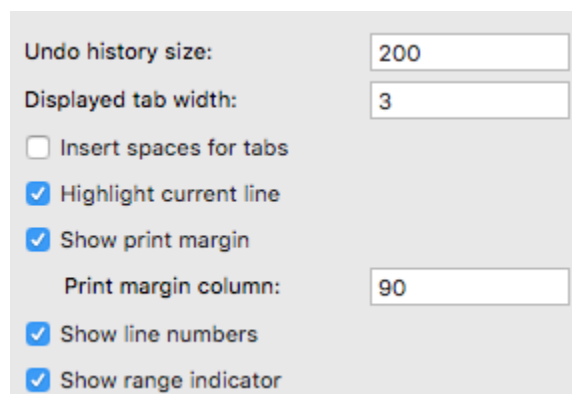 Undo history size: 200
Displayed tab width: 3
Insert spaces for tabs
Highlight current line
Show print margin
Print margin column: 90
Show line numbers
Show range indicator